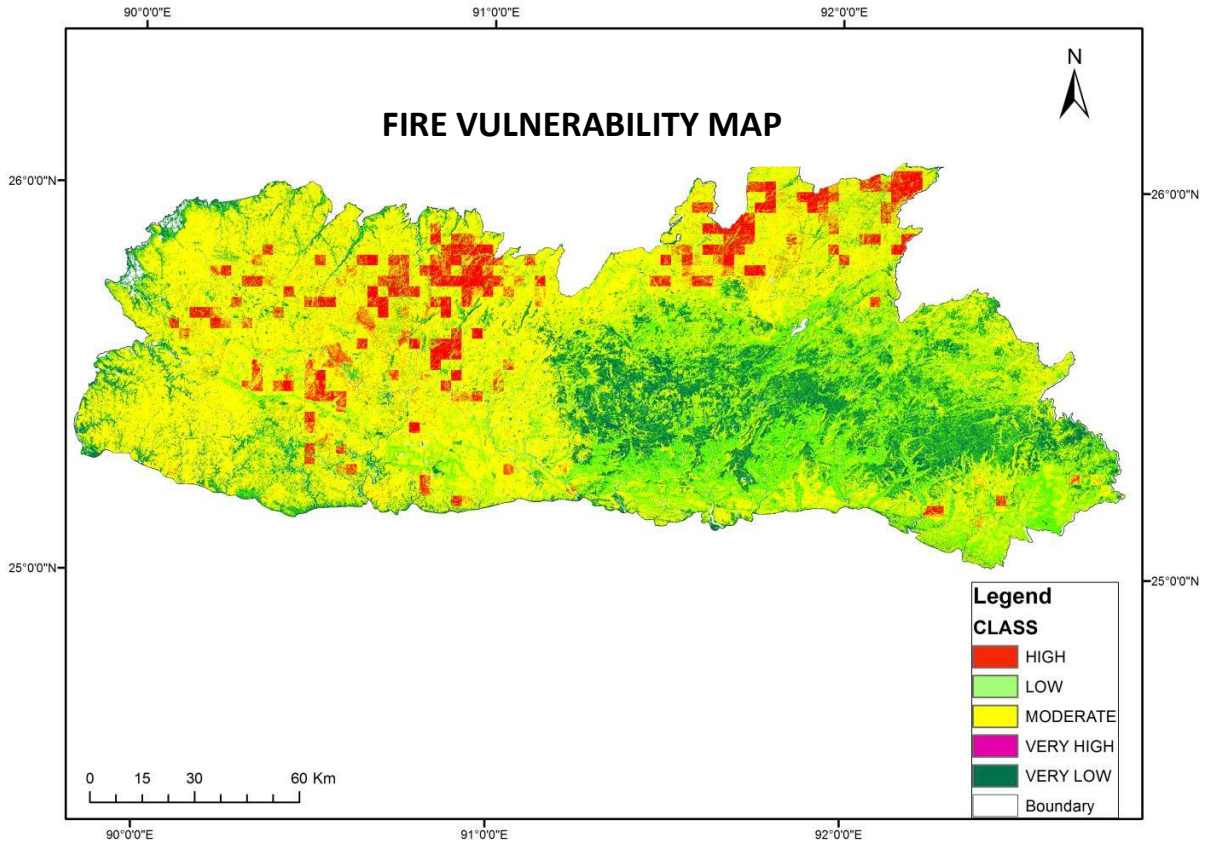 90°0'0"E 91°0'0"E 92°0'0"E
N
FIRE VULNERABILITY MAP
26°0'0"N 26°0'0"N
25°0'0"N 25°0'0"N
Legend
CLASS
HIGH
LOW
MODERATE
VERY HIGH
VERY LOW
Boundary
0 15 30 60 Km
90°0'0"E 91°0'0"E 92°0'0"E